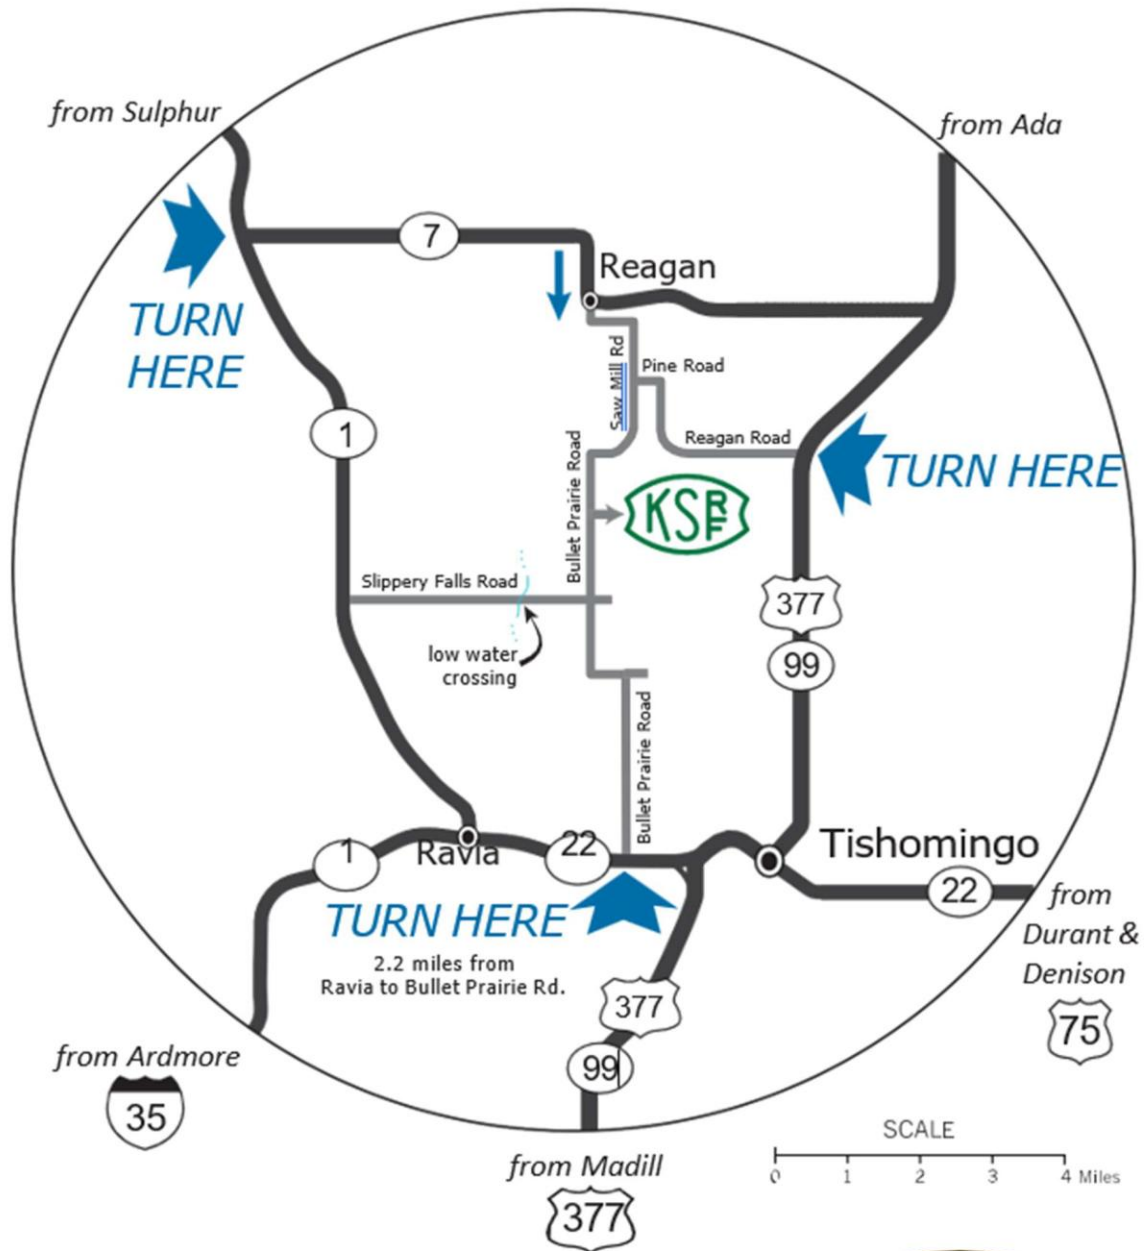 from Sulphur
from Ada
7
Reagan
TURN
HERE
Saw Mill Rd
Pine Road
1
Reagan Road
TURN HERE
Bullet Prairie Road
KSRF
Slippery Falls Road
377
low water
crossing
99
Bullet Prairie Road
1
Ravia
22
Tishomingo
22
TURN HERE
2.2 miles from
Ravia to Bullet Prairie Rd.
from
Durant &
Denison
75
377
99
from Ardmore
35
from Madill
377
SCALE
0 1 2 3 4 Miles